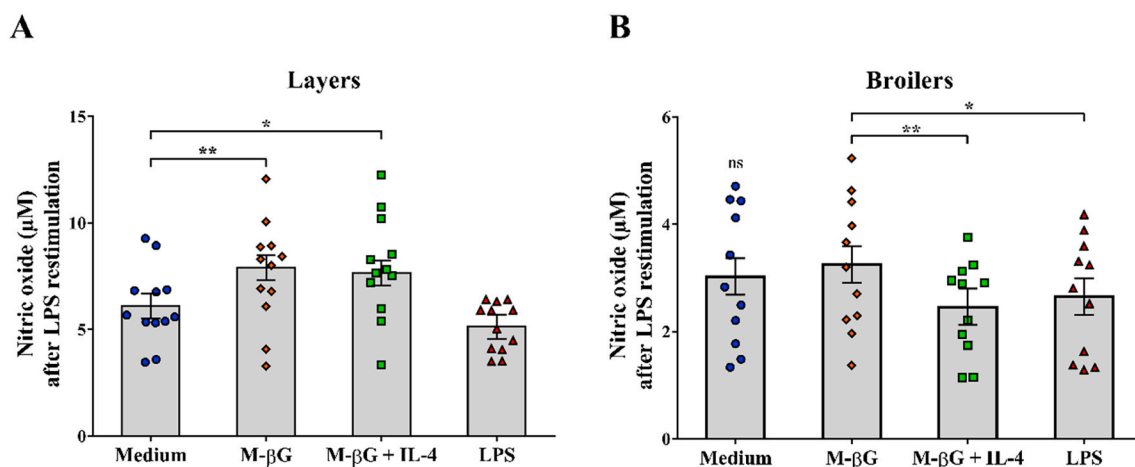 A
Layers
Nitric oxide (μM)
after LPS restimulation
15
10
5
0
*
**
Medium
M-βG
M-βG + IL-4
LPS
B
Broilers
Nitric oxide (μM)
after LPS restimulation
6
4
2
0
*
**
ns
Medium
M-βG
M-βG + IL-4
LPS